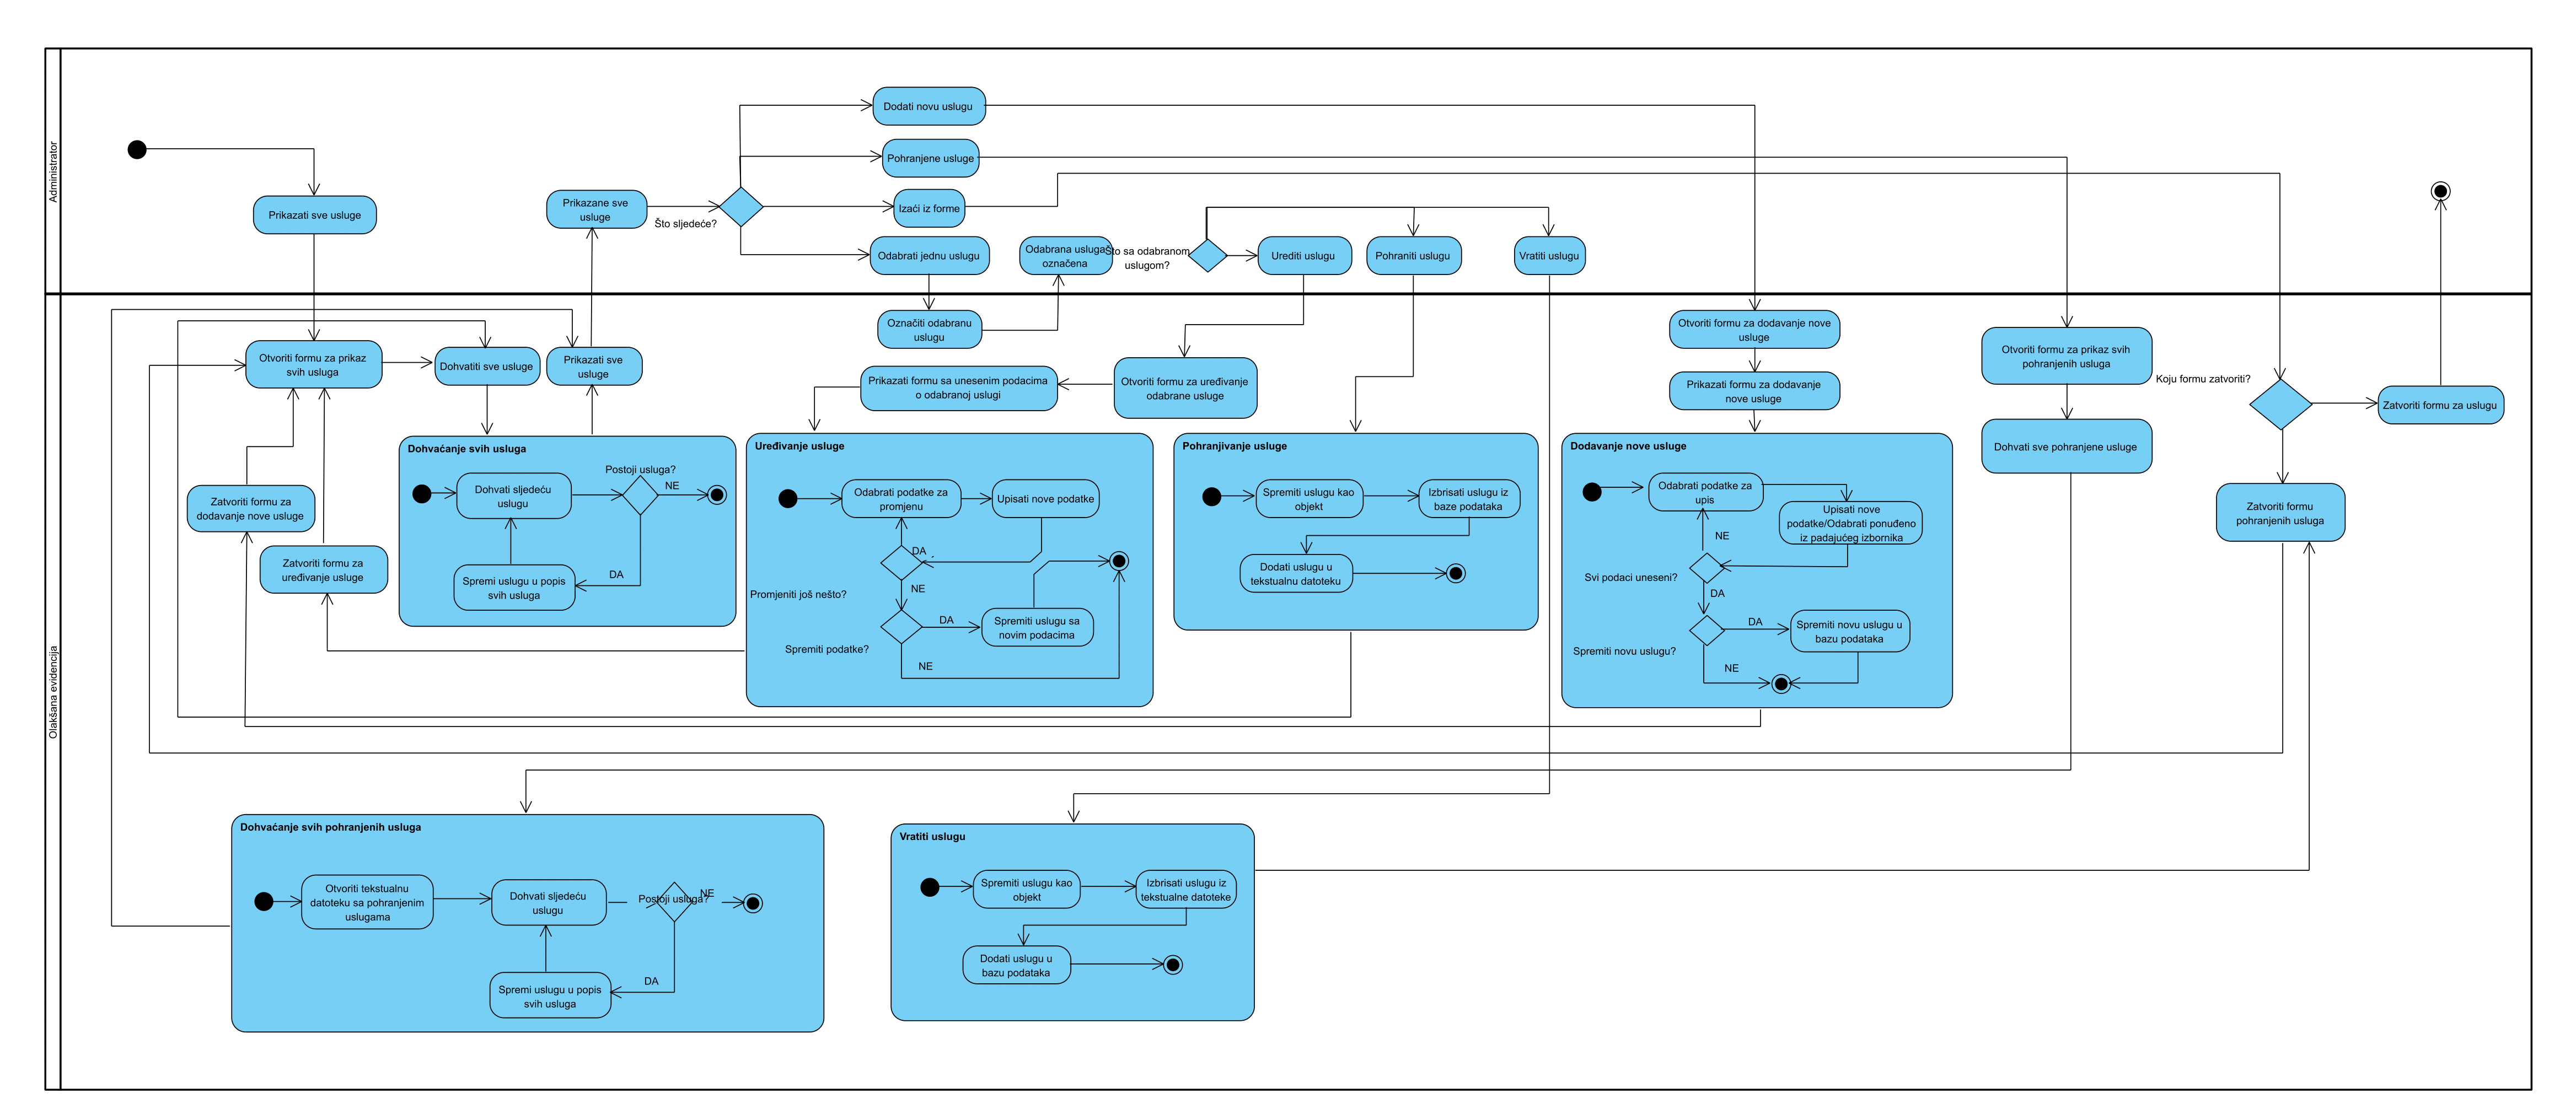 Administrator
Prikazati sve usluge
Prikazane sve
usluge
Što sljedeće?
Dodati novu uslugu
Pohranjene usluge
Izaći iz forme
Odabrati jednu uslugu
Odabrana usluga
označena
Što sa odabranom
uslugom?
Urediti uslugu
Pohraniti uslugu
Vratiti uslugu
Olakšana evidencija
Otvoriti formu za prikaz
svih usluga
Dohvatiti sve usluge
Prikazati sve
usluge
Označiti odabranu
uslugu
Prikazati formu sa unesenim podacima
o odabranoj uslugi
Otvoriti formu za uređivanje
odabrane usluge
Otvoriti formu za dodavanje nove
usluge
Prikazati formu za dodavanje
nove usluge
Otvoriti formu za prikaz svih
pohranjenih usluga
Dohvati sve pohranjene usluge
Koju formu zatvoriti?
Zatvoriti formu za uslugu
Zatvoriti formu
pohranjenih usluga
Zatvoriti formu za
dodavanje nove usluge
Zatvoriti formu za
uređivanje usluge
Dohvaćanje svih usluga
Dohvati sljedeću
uslugu
Postoji usluga?
NE
DA
Spremi uslugu u popis
svih usluga
Uređivanje usluge
Odabrati podatke za
promjenu
Upisati nove podatke
DA
NE
Promjeniti još nešto?
Spremiti podatke?
DA
Spremiti uslugu sa
novim podacima
NE
Pohranjivanje usluge
Spremiti uslugu kao
objekt
Izbrisati uslugu iz
baze podataka
Dodati uslugu u
tekstualnu datoteku
Dodavanje nove usluge
Odabrati podatke za
upis
Upisati nove
podatke/Odabrati ponuđeno
iz padajućeg izbornika
NE
Svi podaci uneseni?
DA
Spremiti novu uslugu?
DA
Spremiti novu uslugu u
bazu podataka
NE
Dohvaćanje svih pohranjenih usluga
Otvoriti tekstualnu
datoteku sa pohranjenim
uslugama
Dohvati sljedeću
uslugu
Postoji usluga?
NE
DA
Spremi uslugu u popis
svih usluga
Vratiti uslugu
Spremiti uslugu kao
objekt
Izbrisati uslugu iz
tekstualne datoteke
Dodati uslugu u
bazu podataka